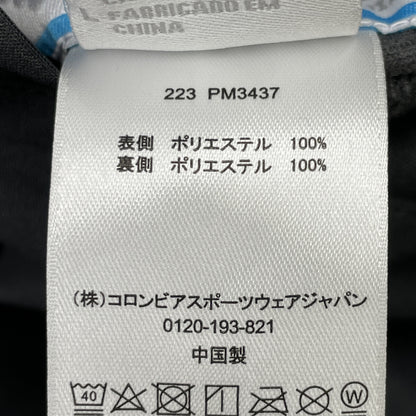 L. FABRICADO EM
CHINA
223 PM3437
表側 ポリエステル 100%
裏側 ポリエステル 100%
(株)コロンビアスポーツウェアジャパン
0120-193-821
中国製
40
W